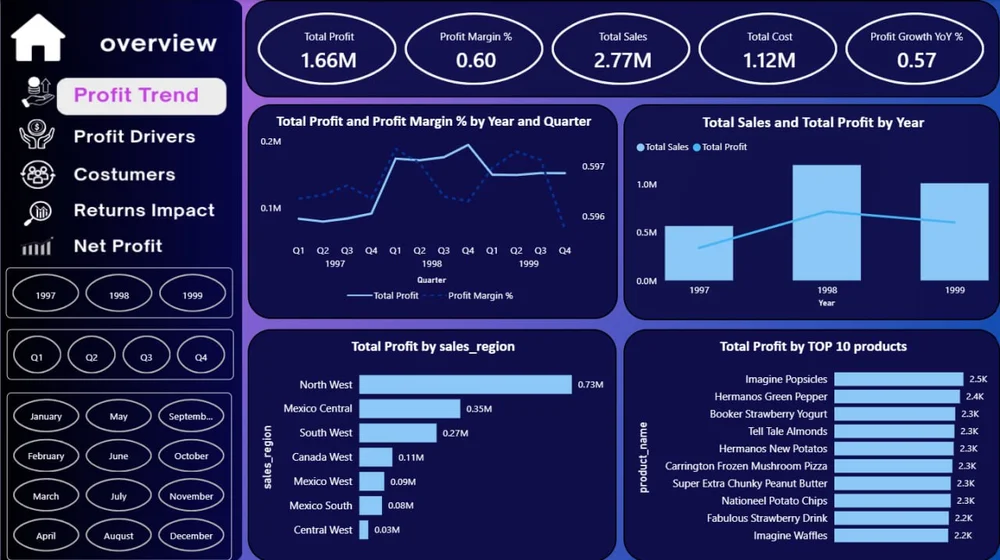 overview
Profit Trend
Profit Drivers
Costumers
Returns Impact
Net Profit
1997 1998 1999
Q1 Q2 Q3 Q4
January May Septemb...
February June October
March July November
April August December
Total Profit Profit Margin % Total Sales Total Cost Profit Growth YoY %
1.66M 0.60 2.77M 1.12M 0.57
Total Profit and Profit Margin % by Year and Quarter
0.2M
0.1M
0.597
0.596
Q1 Q2 Q3 Q4 Q1 Q2 Q3 Q4 Q1 Q2 Q3 Q4
1997 1998 1999
Quarter
Total Profit Profit Margin %
Total Sales and Total Profit by Year
Total Sales Total Profit
1.0M
0.5M
0.0M
1997 1998 1999
Year
Total Profit by sales_region
sales_region
North West 0.73M
Mexico Central 0.35M
South West 0.27M
Canada West 0.11M
Mexico West 0.09M
Mexico South 0.08M
Central West 0.03M
Total Profit by TOP 10 products
product_name
Imagine Popsicles 2.5K
Hermanos Green Pepper 2.4K
Booker Strawberry Yogurt 2.3K
Tell Tale Almonds 2.3K
Hermanos New Potatos 2.3K
Carrington Frozen Mushroom Pizza 2.3K
Super Extra Chunky Peanut Butter 2.3K
Nationeel Potato Chips 2.3K
Fabulous Strawberry Drink 2.2K
Imagine Waffles 2.2K